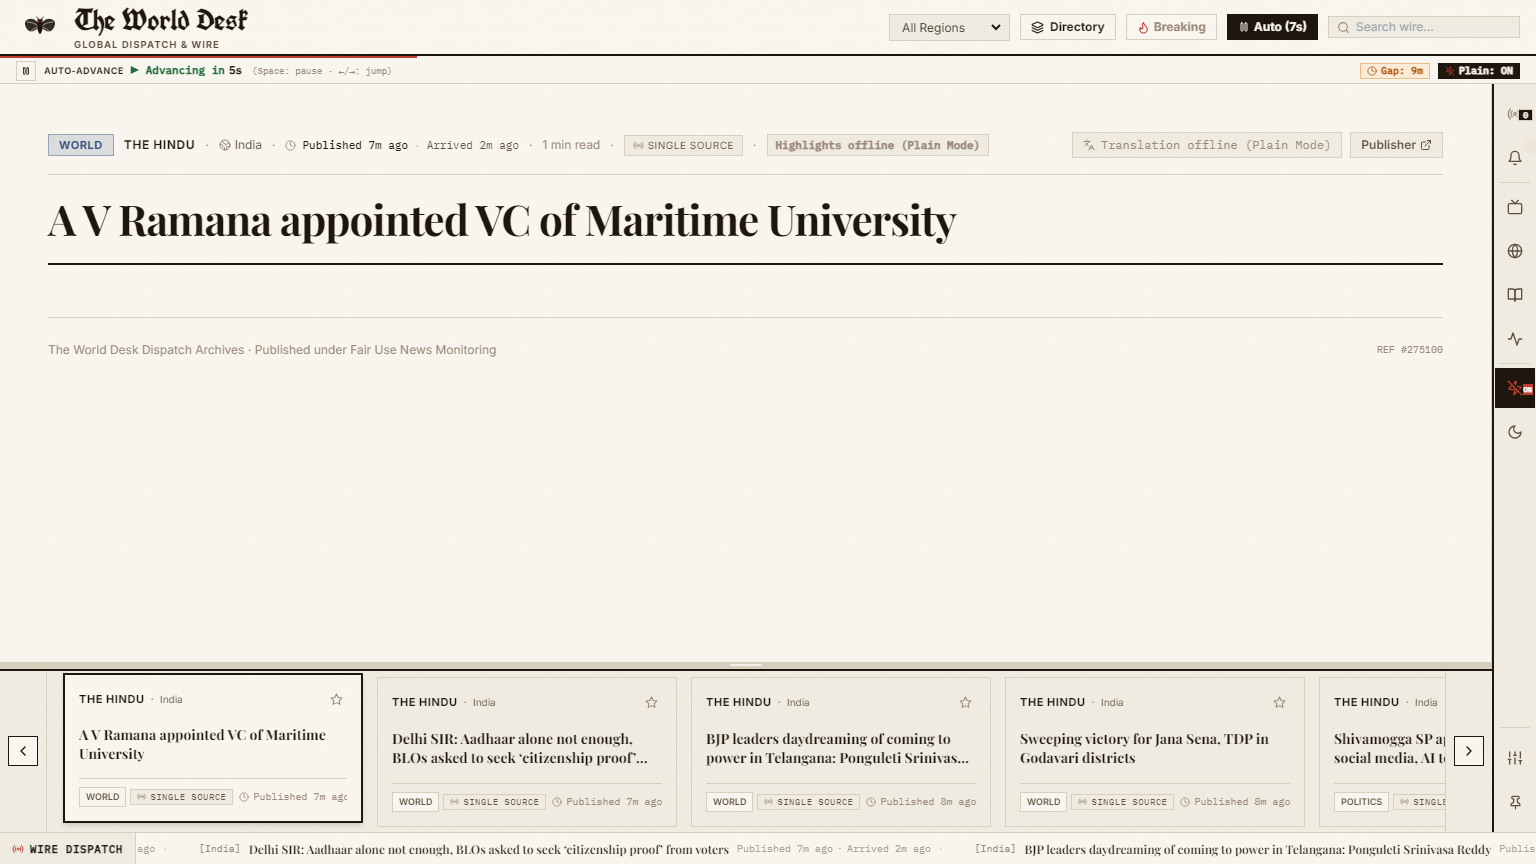 The World Desk
GLOBAL DISPATCH & WIRE
All Regions
Directory
Breaking
Auto (7s)
Search wire...
AUTO-ADVANCE ▶ Advancing in 5s (Space: pause · ←/→: jump)
Gap: 9m
Plain: ON
WORLD THE HINDU · India · Published 7m ago · Arrived 2m ago · 1 min read · SINGLE SOURCE · Highlights offline (Plain Mode)
Translation offline (Plain Mode)
Publisher
0
A V Ramana appointed VC of Maritime University
The World Desk Dispatch Archives · Published under Fair Use News Monitoring
REF #275100
ON
THE HINDU · India
A V Ramana appointed VC of Maritime
University
WORLD SINGLE SOURCE Published 7m ago
THE HINDU · India
Delhi SIR: Aadhaar alone not enough,
BLOs asked to seek ‘citizenship proof’...
WORLD SINGLE SOURCE Published 7m ago
THE HINDU · India
BJP leaders daydreaming of coming to
power in Telangana: Ponguleti Srinivas...
WORLD SINGLE SOURCE Published 8m ago
THE HINDU · India
Sweeping victory for Jana Sena, TDP in
Godavari districts
WORLD SINGLE SOURCE Published 8m ago
THE HINDU · India
Shivamogga SP
social media, AI
POLITICS
WIRE DISPATCH
ago · [India] Delhi SIR: Aadhaar alone not enough, BLOs asked to seek ‘citizenship proof’ from voters Published 7m ago · Arrived 2m ago · [India] BJP leaders daydreaming of coming to power in Telangana: Ponguleti Srinivasa Reddy